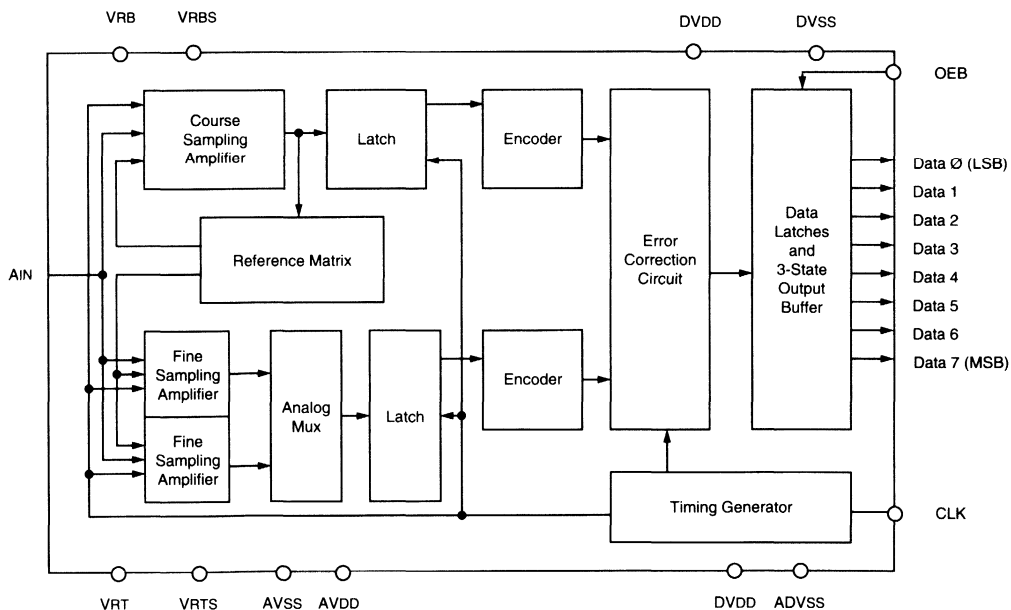 VRB
VRBS
DVDD
DVSS
OEB
Course
Sampling
Amplifier
Latch
Encoder
Error
Correction
Circuit
Data
Latches
and
3-State
Output
Buffer
Data Ø (LSB)
Data 1
Data 2
Data 3
Data 4
Data 5
Data 6
Data 7 (MSB)
Reference Matrix
AIN
Fine
Sampling
Amplifier
Fine
Sampling
Amplifier
Analog
Mux
Latch
Encoder
Timing Generator
CLK
VRT
VRTS
AVSS
AVDD
DVDD
ADVSS